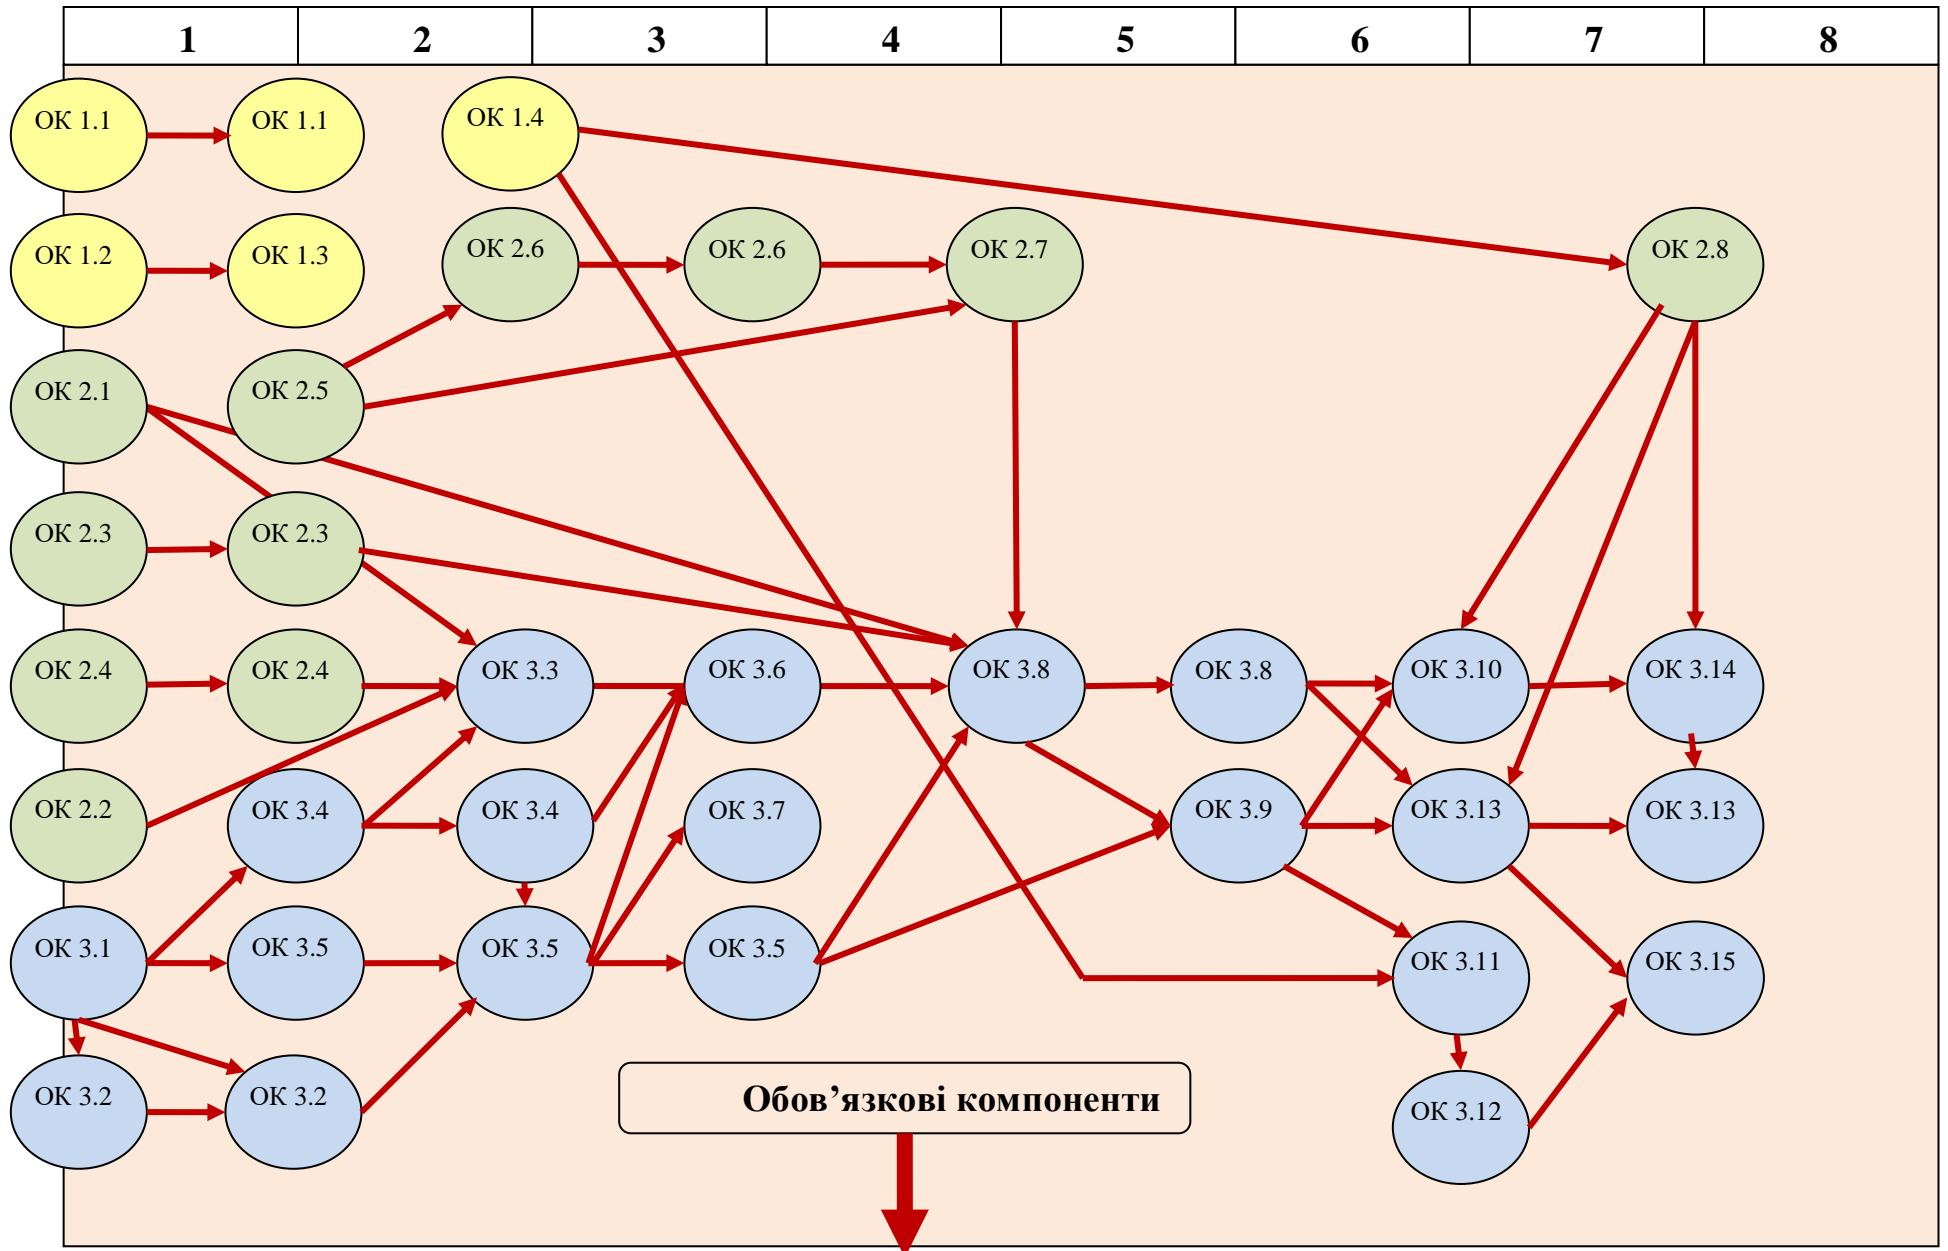 1 2 3 4 5 6 7 8
ОК 1.1 ОК 1.1 ОК 1.4
ОК 1.2 ОК 1.3 ОК 2.6 ОК 2.6 ОК 2.7 ОК 2.8
ОК 2.1 ОК 2.5
ОК 2.3 ОК 2.3
ОК 2.4 ОК 2.4 ОК 3.3 ОК 3.6 ОК 3.8 ОК 3.8 ОК 3.10 ОК 3.14
ОК 2.2 ОК 3.4 ОК 3.4 ОК 3.7 ОК 3.9 ОК 3.13 ОК 3.13
ОК 3.1 ОК 3.5 ОК 3.5 ОК 3.5 ОК 3.11 ОК 3.15
ОК 3.2 ОК 3.2 Обов’язкові компоненти ОК 3.12